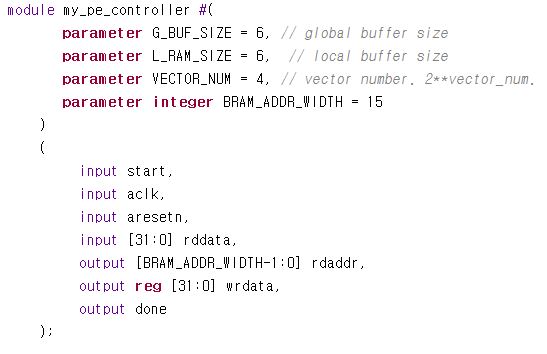 module my_pe_controller #(
parameter G_BUF_SIZE = 6, // global buffer size
parameter L_RAM_SIZE = 6, // local buffer size
parameter VECTOR_NUM = 4, // vector number. 2**vector_num.
parameter integer BRAM_ADDR_WIDTH = 15
)
(
input start,
input aclk,
input aresetn,
input [31:0] rddata,
output [BRAM_ADDR_WIDTH-1:0] rdaddr,
output reg [31:0] wrdata,
output done
);